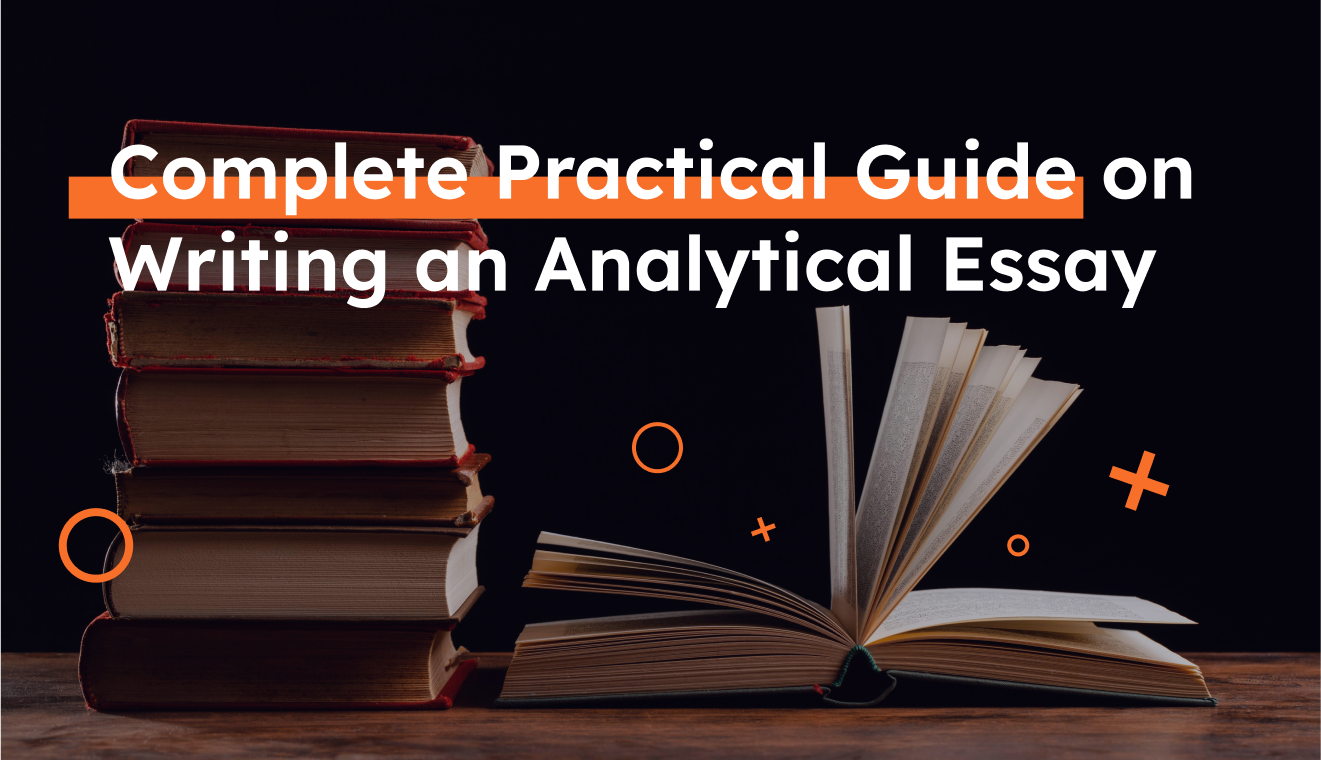 Complete Practical Guide on
Writing an Analytical Essay